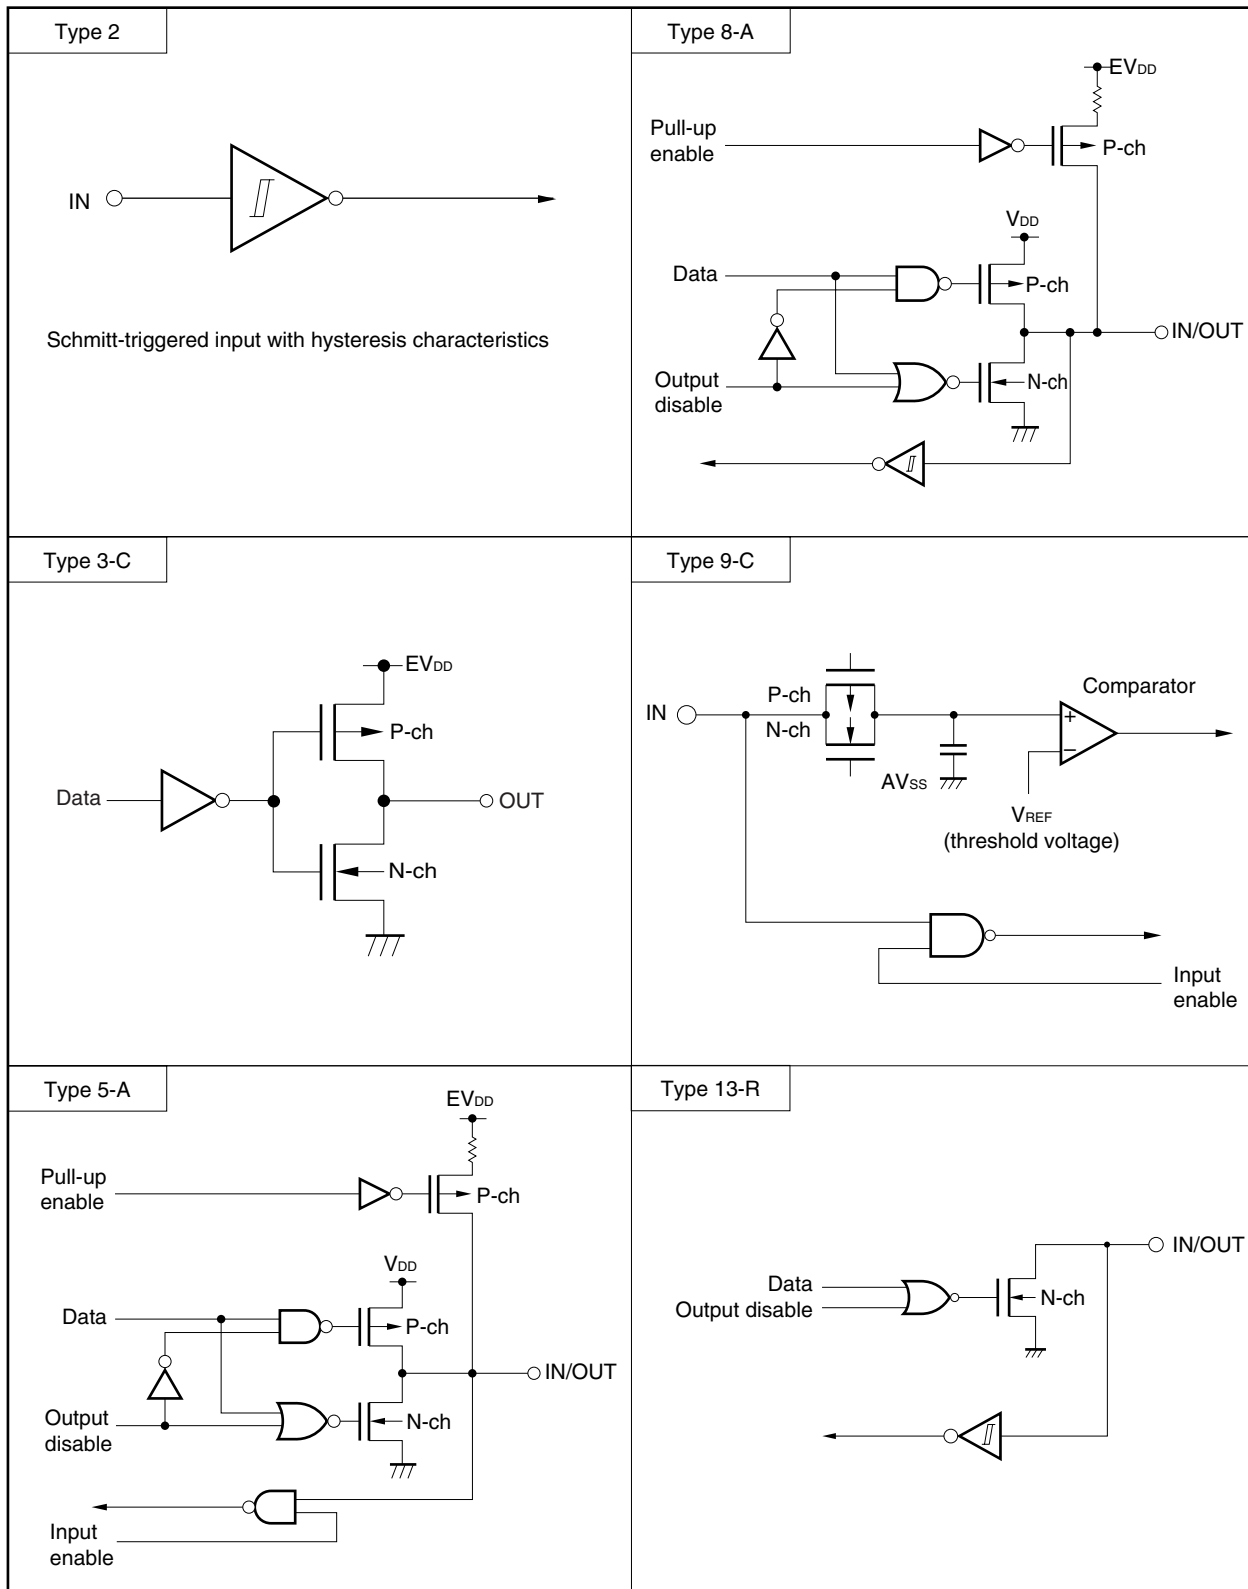 Type 2
IN
Schmitt-triggered input with hysteresis characteristics
Type 8-A
EVDD
Pull-up
enable
P-ch
VDD
Data
P-ch
IN/OUT
Output
disable
N-ch
Type 3-C
EVDD
P-ch
Data
OUT
N-ch
Type 9-C
P-ch
IN
N-ch
Comparator
+
−
AVSS
VREF
(threshold voltage)
Input
enable
Type 5-A
EVDD
Pull-up
enable
P-ch
VDD
Data
P-ch
IN/OUT
Output
disable
N-ch
Input
enable
Type 13-R
IN/OUT
Data
Output disable
N-ch